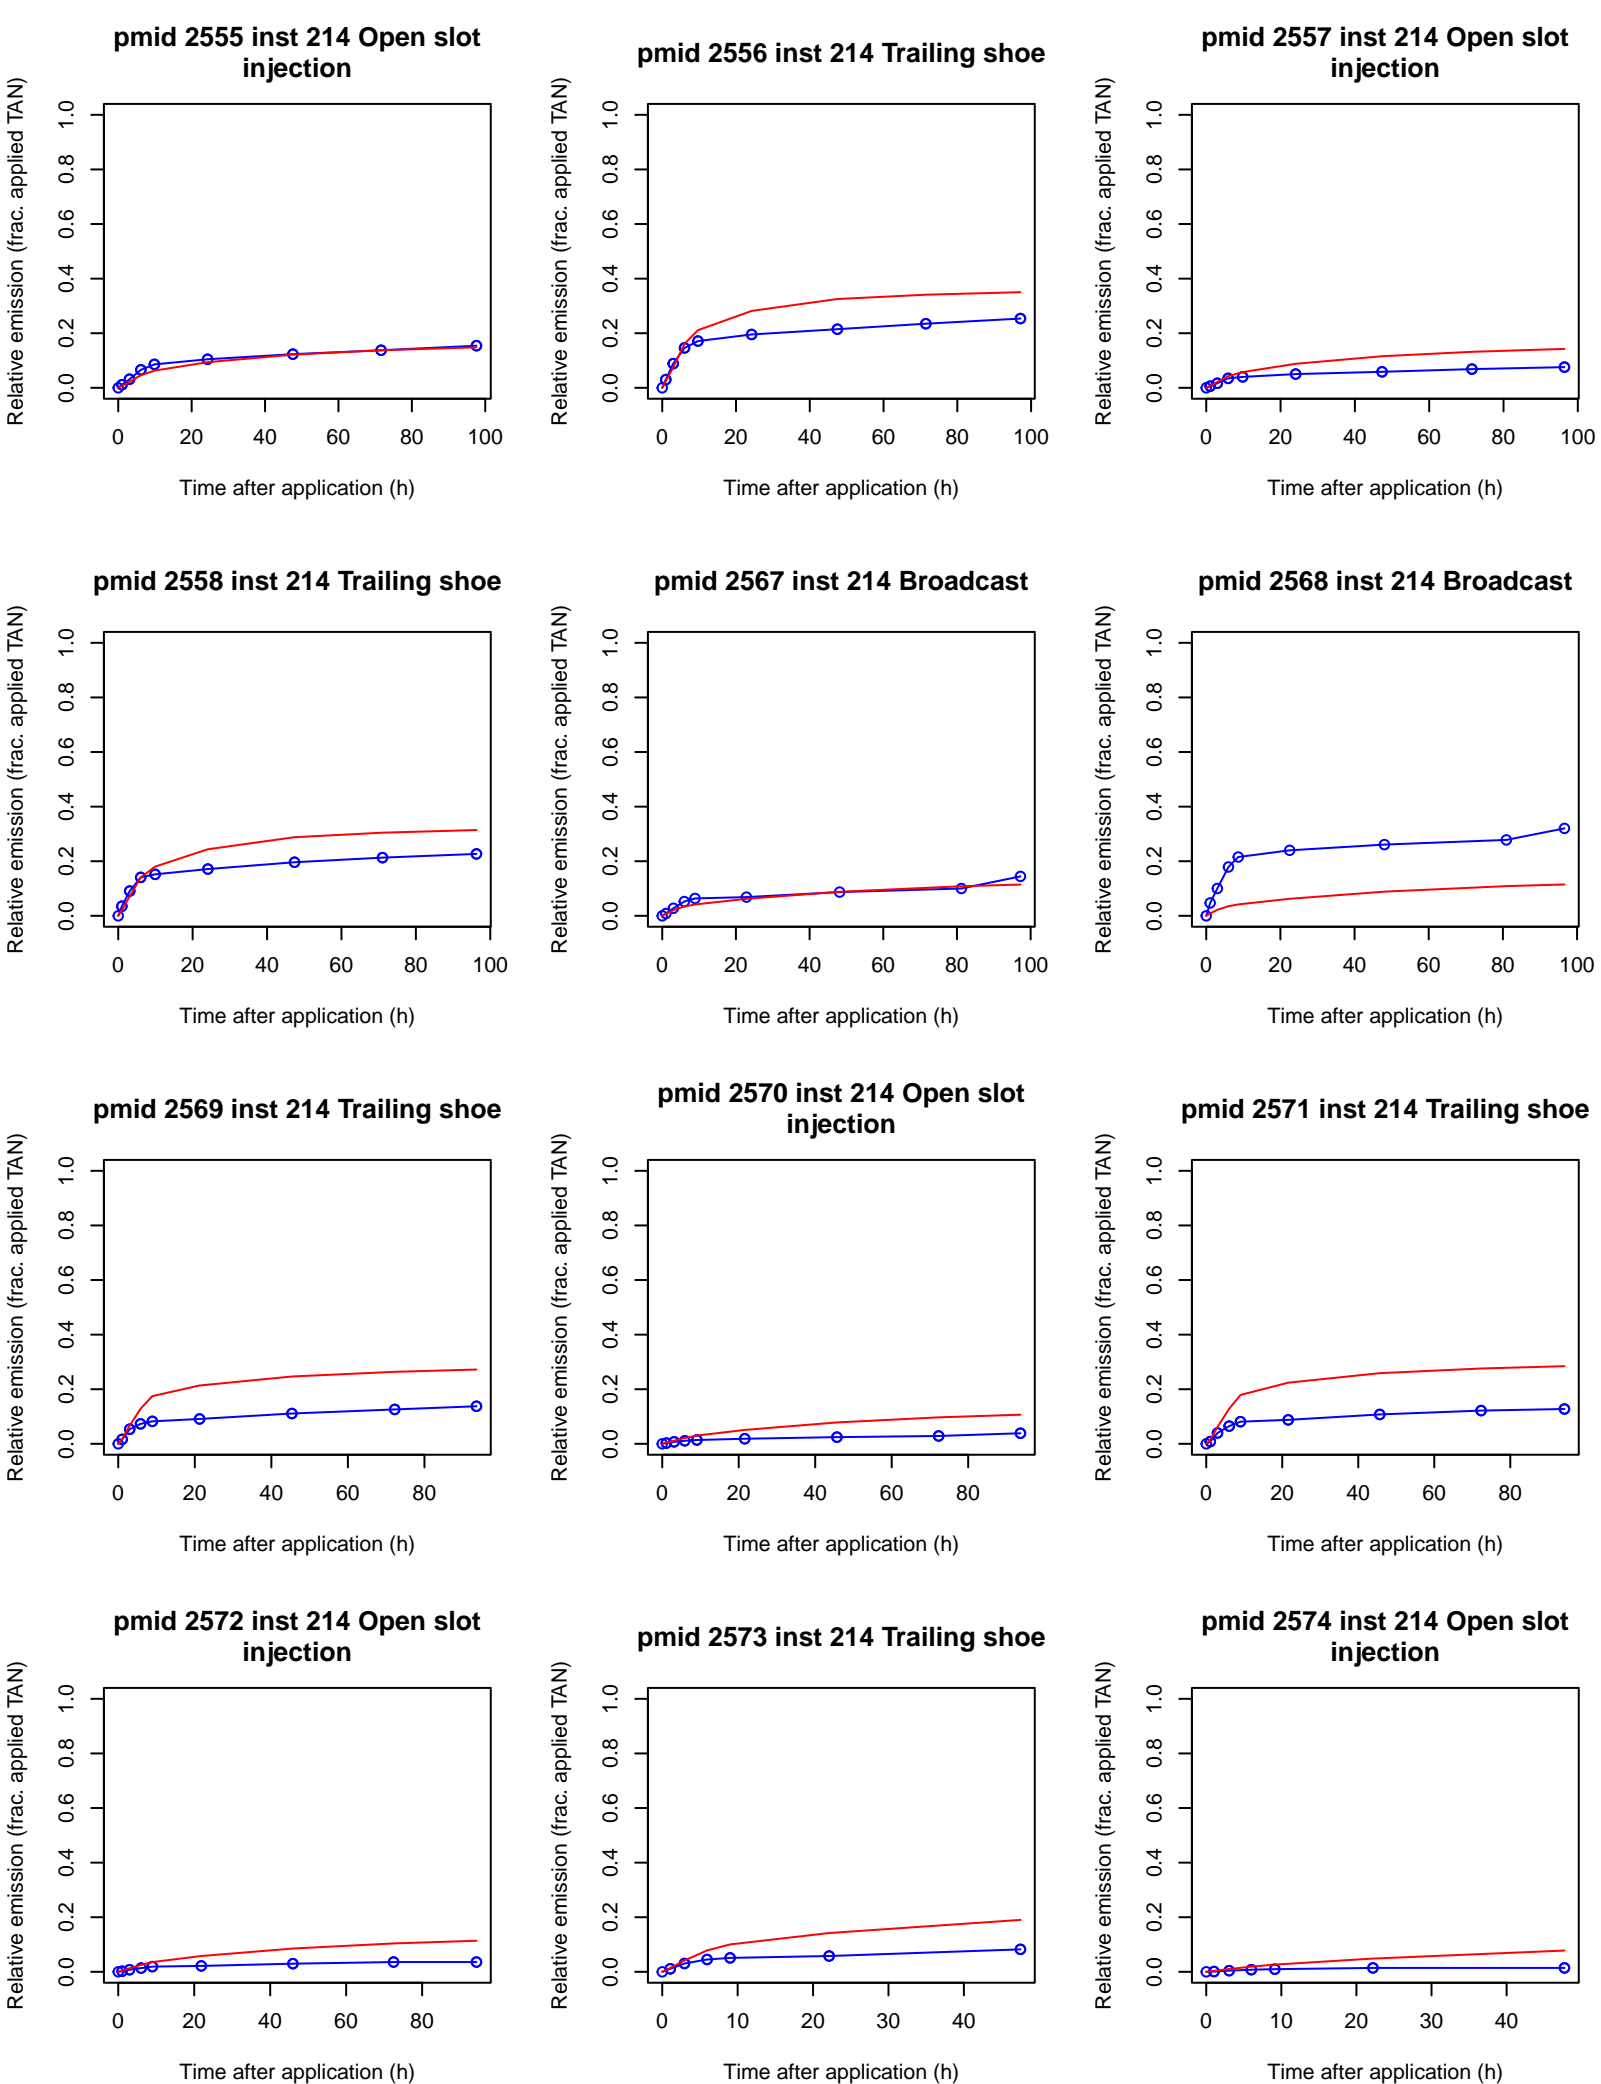 pmid 2555 inst 214 Open slot
injection
Relative emission (frac. applied TAN)
1.0
0.8
0.6
0.4
0.2
0.0
0 20 40 60 80 100
Time after application (h)
pmid 2556 inst 214 Trailing shoe
Relative emission (frac. applied TAN)
1.0
0.8
0.6
0.4
0.2
0.0
0 20 40 60 80 100
Time after application (h)
pmid 2557 inst 214 Open slot
injection
Relative emission (frac. applied TAN)
1.0
0.8
0.6
0.4
0.2
0.0
0 20 40 60 80 100
Time after application (h)
pmid 2558 inst 214 Trailing shoe
Relative emission (frac. applied TAN)
1.0
0.8
0.6
0.4
0.2
0.0
0 20 40 60 80 100
Time after application (h)
pmid 2567 inst 214 Broadcast
Relative emission (frac. applied TAN)
1.0
0.8
0.6
0.4
0.2
0.0
0 20 40 60 80 100
Time after application (h)
pmid 2568 inst 214 Broadcast
Relative emission (frac. applied TAN)
1.0
0.8
0.6
0.4
0.2
0.0
0 20 40 60 80 100
Time after application (h)
pmid 2569 inst 214 Trailing shoe
Relative emission (frac. applied TAN)
1.0
0.8
0.6
0.4
0.2
0.0
0 20 40 60 80
Time after application (h)
pmid 2570 inst 214 Open slot
injection
Relative emission (frac. applied TAN)
1.0
0.8
0.6
0.4
0.2
0.0
0 20 40 60 80
Time after application (h)
pmid 2571 inst 214 Trailing shoe
Relative emission (frac. applied TAN)
1.0
0.8
0.6
0.4
0.2
0.0
0 20 40 60 80
Time after application (h)
pmid 2572 inst 214 Open slot
injection
Relative emission (frac. applied TAN)
1.0
0.8
0.6
0.4
0.2
0.0
0 20 40 60 80
Time after application (h)
pmid 2573 inst 214 Trailing shoe
Relative emission (frac. applied TAN)
1.0
0.8
0.6
0.4
0.2
0.0
0 10 20 30 40
Time after application (h)
pmid 2574 inst 214 Open slot
injection
Relative emission (frac. applied TAN)
1.0
0.8
0.6
0.4
0.2
0.0
0 10 20 30 40
Time after application (h)